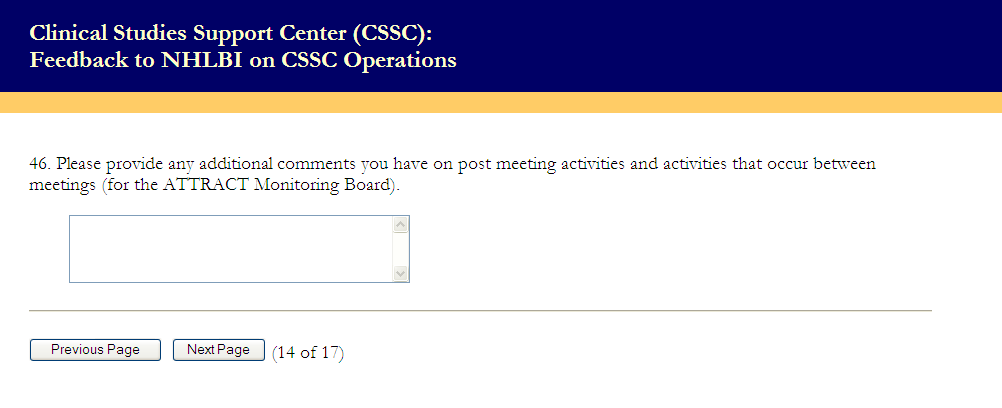 Clinical Studies Support Center (CSSC):
Feedback to NHLBI on CSSC Operations
46. Please provide any additional comments you have on post meeting activities and activities that occur between
meetings (for the ATTRACT Monitoring Board).
Previous Page Next Page (14 of 17)